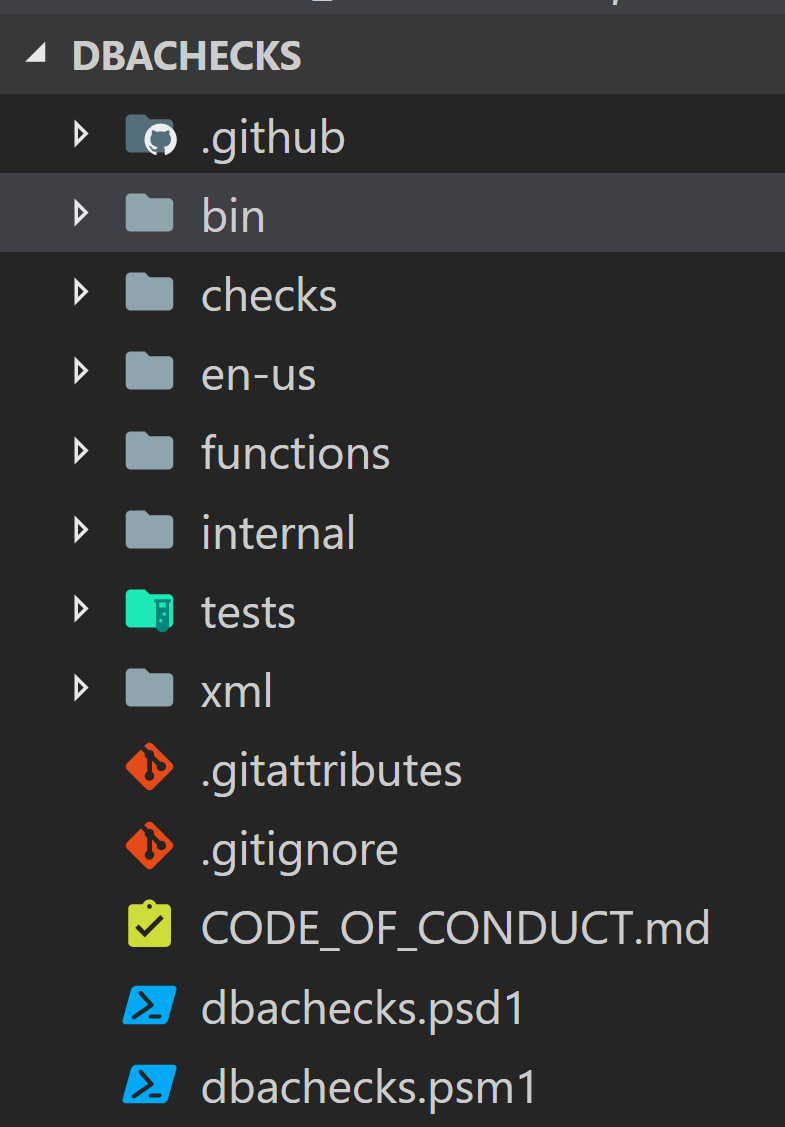 DBACHECKS
.github
bin
checks
en-us
functions
internal
tests
xml
.gitattributes
.gitignore
CODE_OF_CONDUCT.md
dbachecks.psd1
dbachecks.psm1